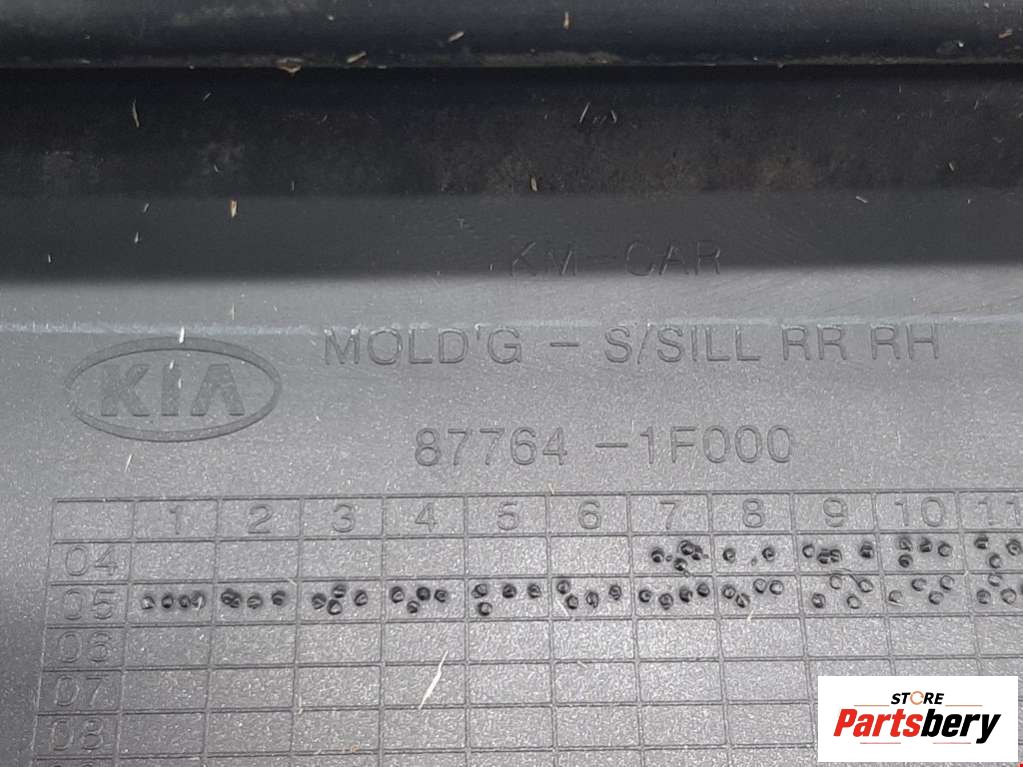 KM-CAR
MOLD'G - S/SILL RR RH
KIA
87764-1F000
1 2 3 4 5 6 7 8 9 10 11
04
05
06
07
08
STORE
Partsbery